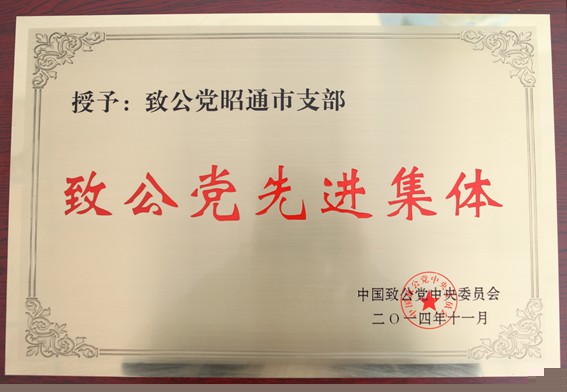 授予：致公党昭通市支部
致公党先进集体
中国致公党中央委员会
二〇一四年十一月